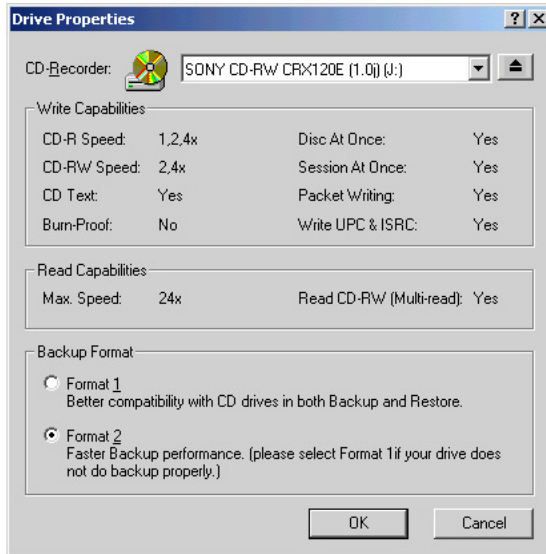 Drive Properties
CD-Recorder: SONY CD-RW CRX120E (1.0j) (J:)
Write Capabilities
CD-R Speed: 1,2,4x Disc At Once: Yes
CD-RW Speed: 2,4x Session At Once: Yes
CD Text: Yes Packet Writing: Yes
Burn-Proof: No Write UPC & ISRC: Yes
Read Capabilities
Max. Speed: 24x Read CD-RW (Multi-read): Yes
Backup Format
Format 1
Better compatibility with CD drives in both Backup and Restore.
Format 2
Faster Backup performance. (please select Format 1if your drive does
not do backup properly.)
OK Cancel